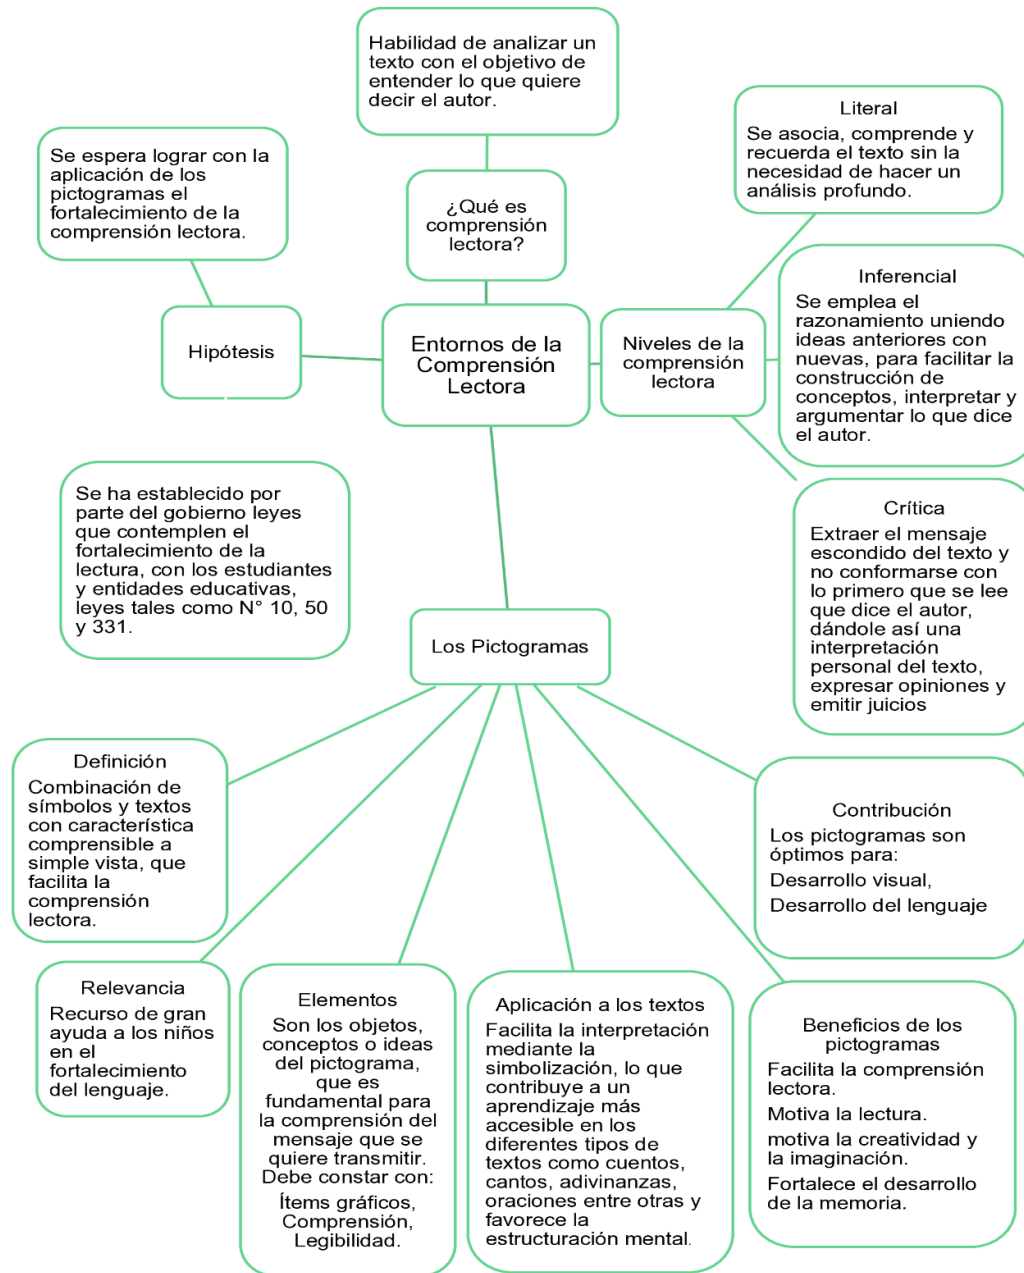 Habilidad de analizar un
texto con el objetivo de
entender lo que quiere
decir el autor.
Se espera lograr con la
aplicación de los
pictogramas el
fortalecimiento de la
comprensión lectora.
¿Qué es
comprensión
lectora?
Literal
Se asocia, comprende y
recuerda el texto sin la
necesidad de hacer un
análisis profundo.
Hipótesis
Entornos de la
Comprensión
Lectora
Niveles de la
comprensión
lectora
Inferencial
Se emplea el
razonamiento uniendo
ideas anteriores con
nuevas, para facilitar la
construcción de
conceptos, interpretar y
argumentar lo que dice
el autor.
Se ha establecido por
parte del gobierno leyes
que contemplen el
fortalecimiento de la
lectura, con los estudiantes
y entidades educativas,
leyes tales como N° 10, 50
y 331.
Crítica
Extraer el mensaje
escondido del texto y
no conformarse con
lo primero que se lee
que dice el autor,
dándole así una
interpretación
personal del texto,
expresar opiniones y
emitir juicios
Los Pictogramas
Definición
Combinación de
símbolos y textos
con característica
comprensible a
simple vista, que
facilita la
comprensión
lectora.
Contribución
Los pictogramas son
óptimos para:
Desarrollo visual,
Desarrollo del lenguaje
Relevancia
Recurso de gran
ayuda a los niños
en el
fortalecimiento
del lenguaje.
Elementos
Son los objetos,
conceptos o ideas
del pictograma,
que es
fundamental para
la comprensión del
mensaje que se
quiere transmitir.
Debe constar con:
Ítems gráficos,
Comprensión,
Legibilidad.
Aplicación a los textos
Facilita la interpretación
mediante la
simbolización, lo que
contribuye a un
aprendizaje más
accesible en los
diferentes tipos de
textos como cuentos,
cantos, adivinanzas,
oraciones entre otras y
favorece la
estructuración mental.
Beneficios de los
pictogramas
Facilita la comprensión
lectora.
Motiva la lectura.
motiva la creatividad y
la imaginación.
Fortalece el desarrollo
de la memoria.